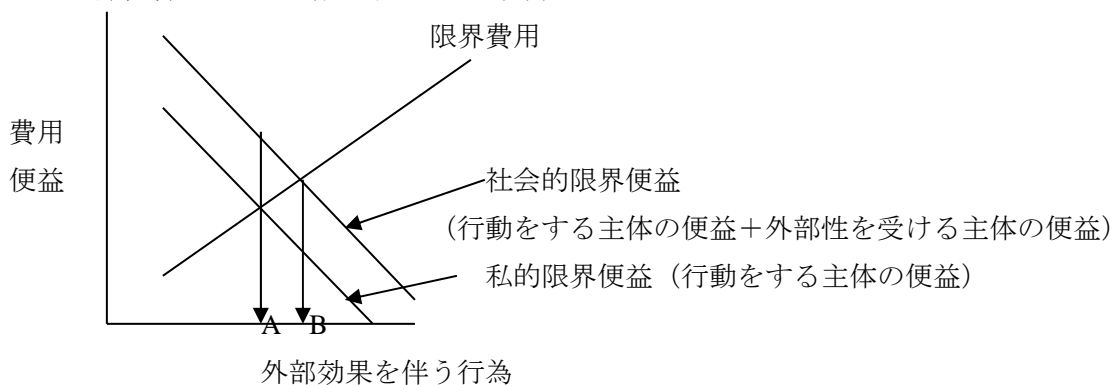 限界費用
費用
便益
社会的限界便益
（行動をする主体の便益＋外部性を受ける主体の便益）
私的限界便益（行動をする主体の便益）
A B
外部効果を伴う行為